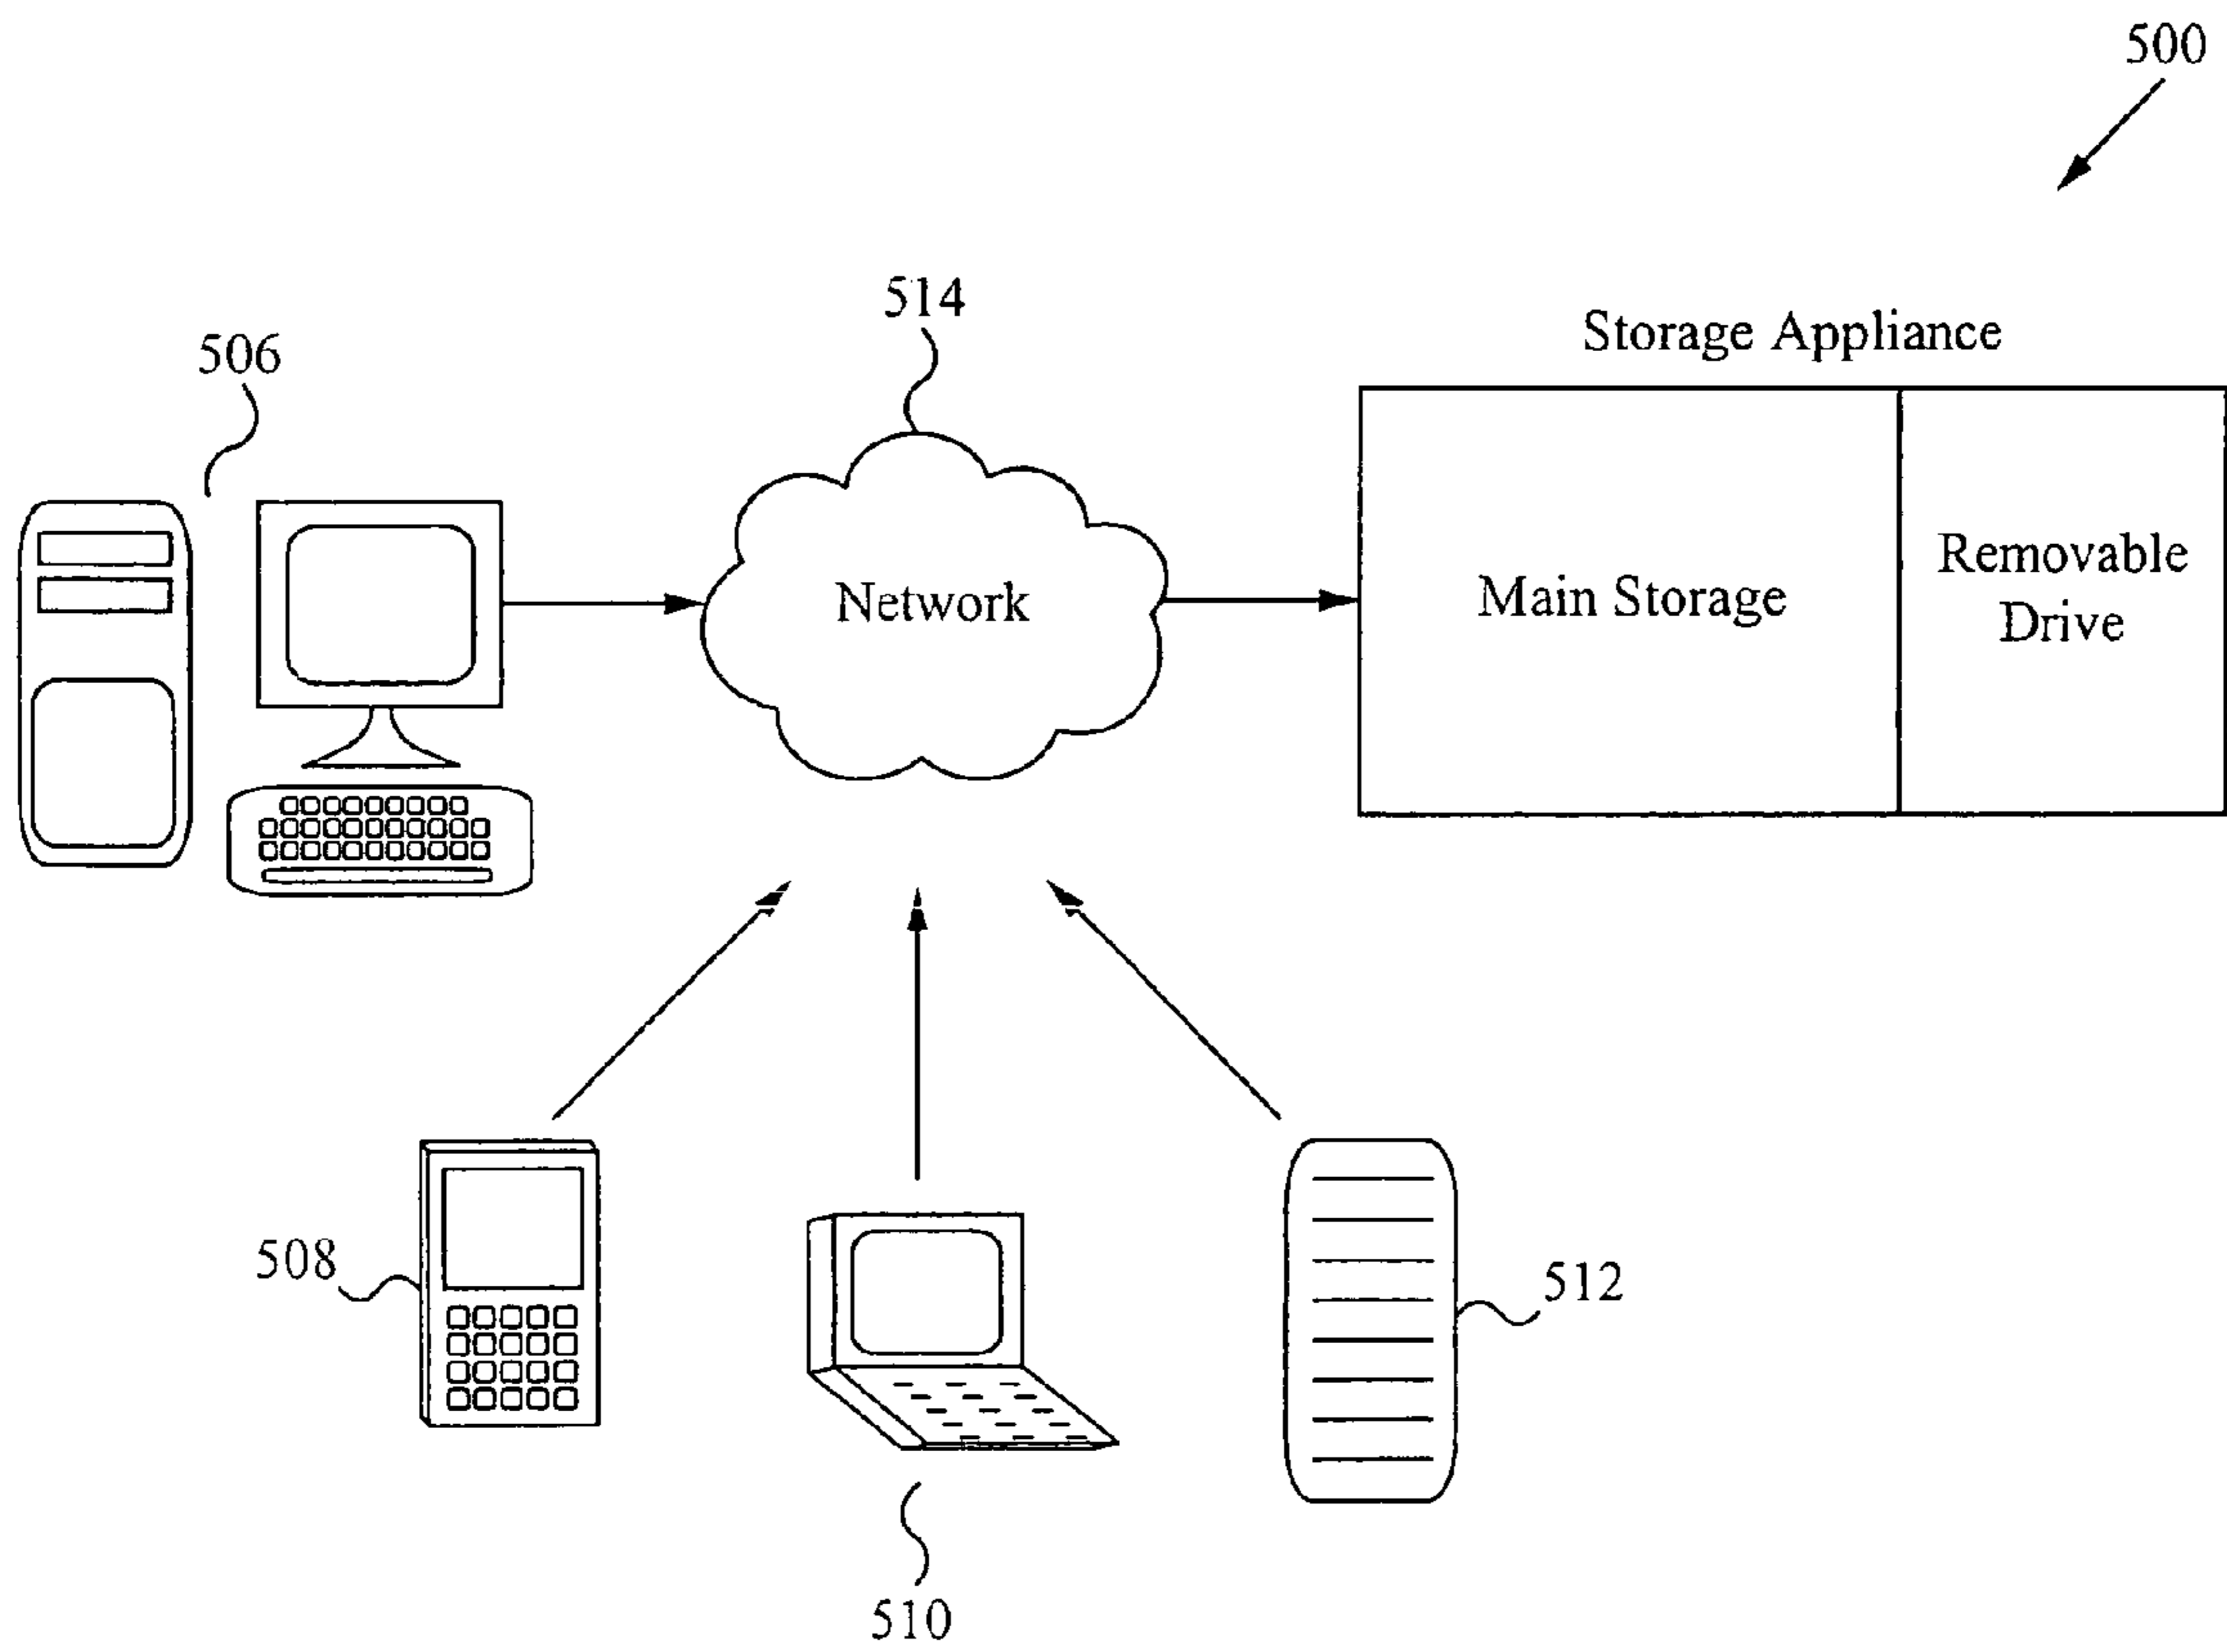 500
514
Storage Appliance
506
Network
Main Storage
Removable
Drive
508
512
510